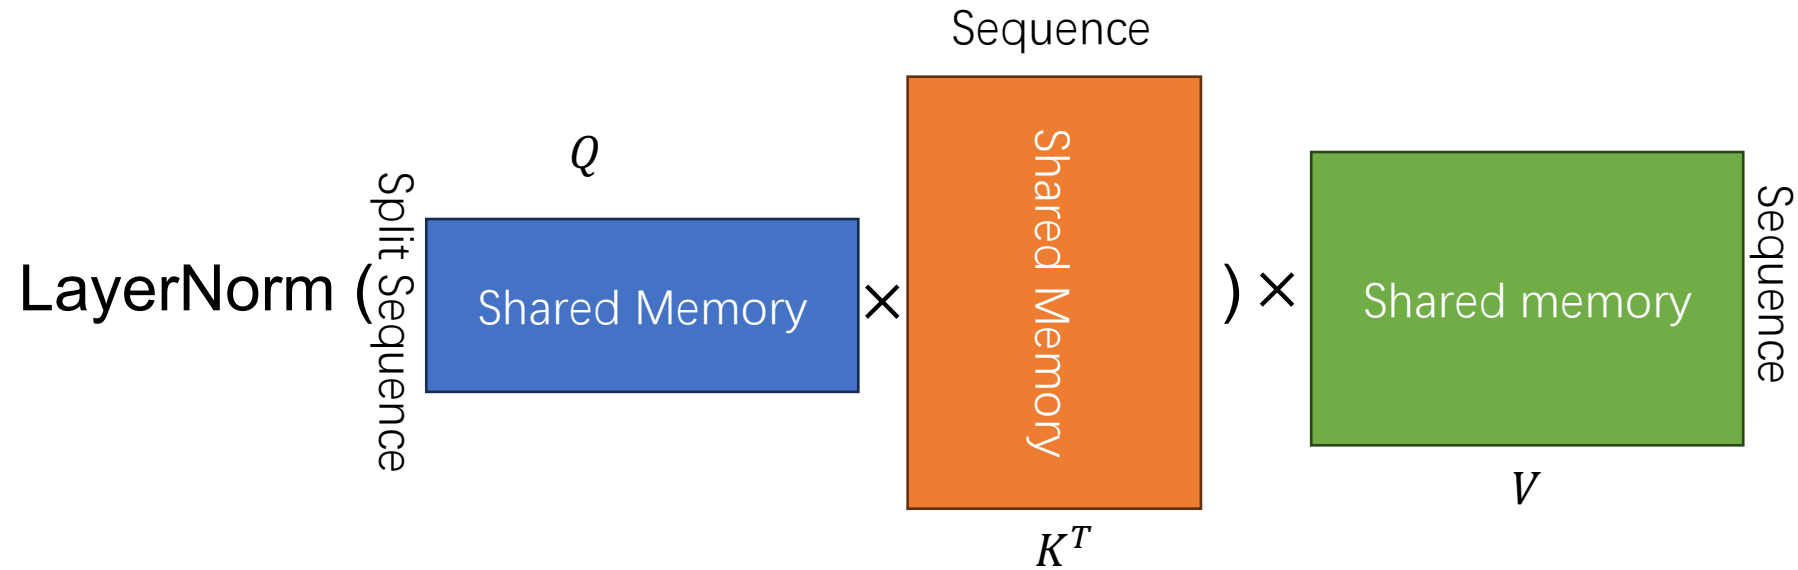 Sequence
Q
Split Sequence
LayerNorm (
Shared Memory
×
Shared Memory
) ×
Shared memory
Sequence
V
K^T